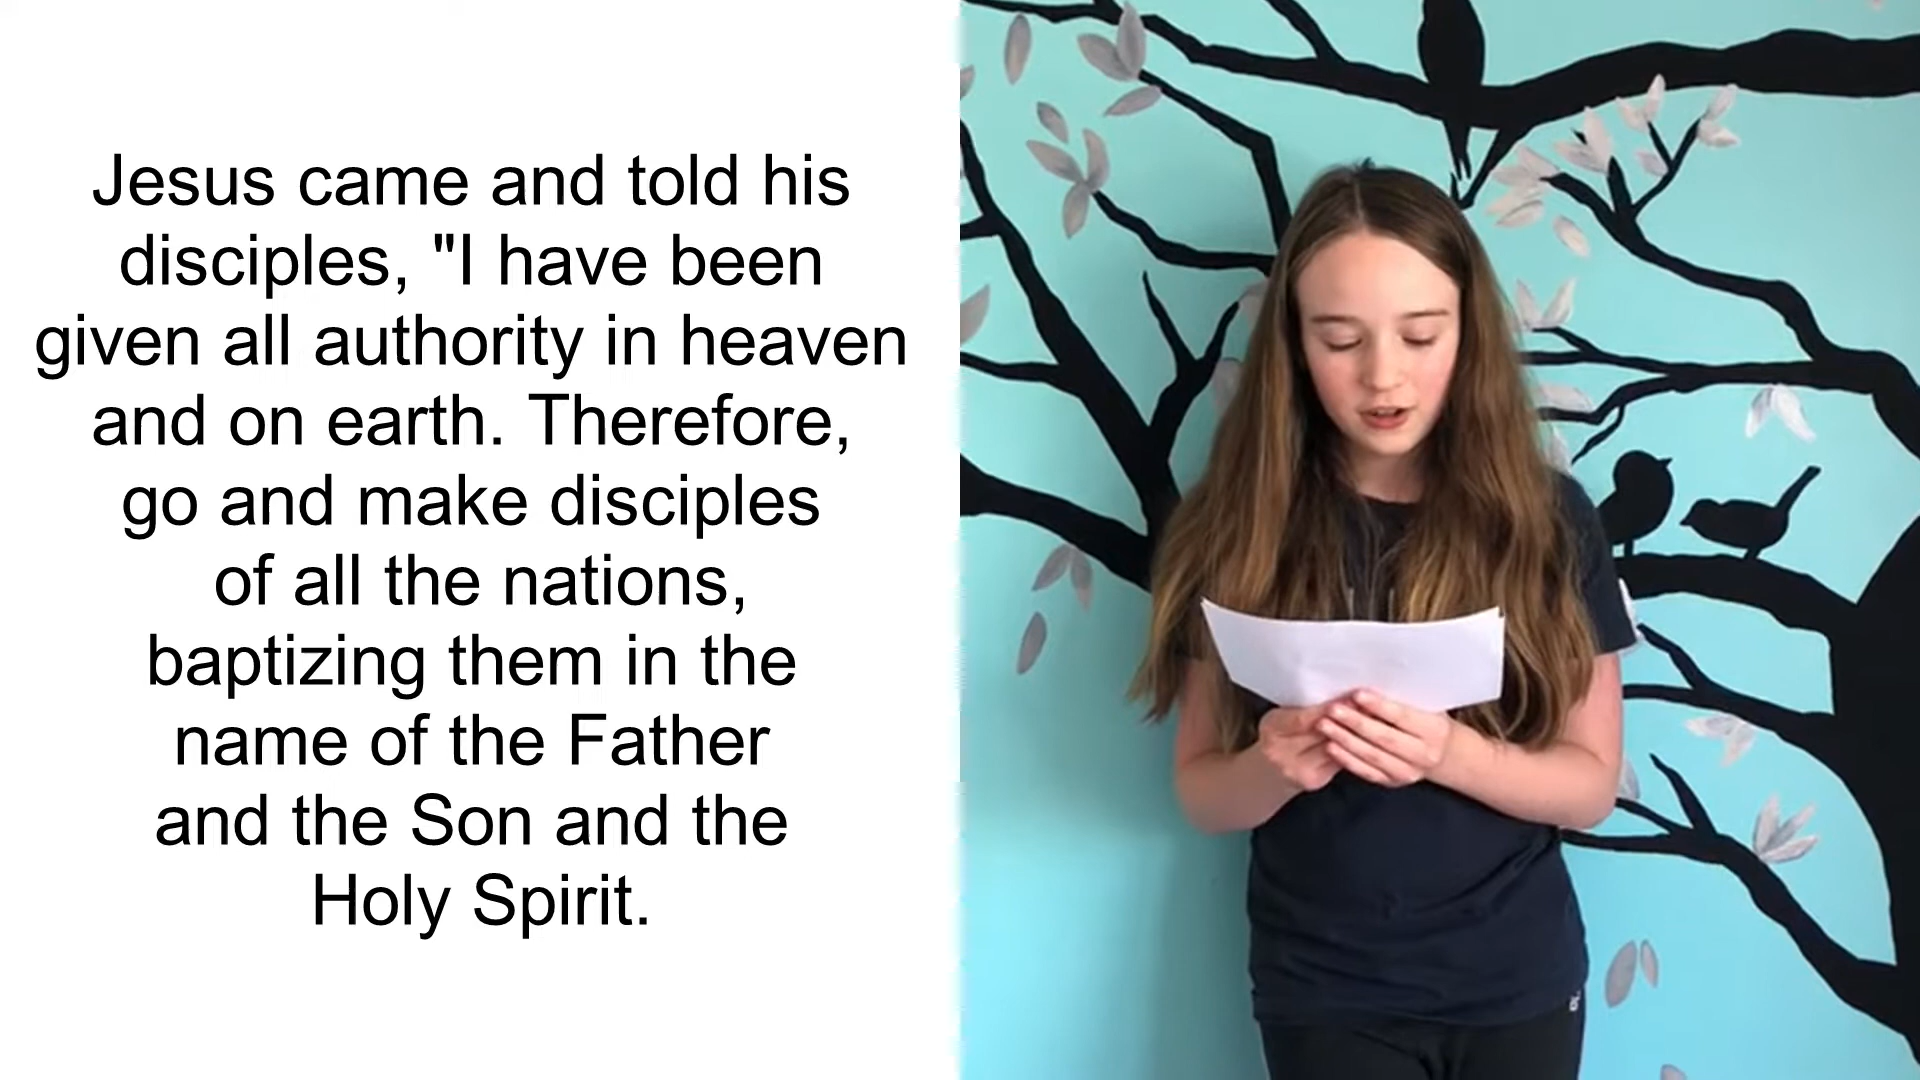 Jesus came and told his
disciples, "I have been
given all authority in heaven
and on earth. Therefore,
go and make disciples
of all the nations,
baptizing them in the
name of the Father
and the Son and the
Holy Spirit.